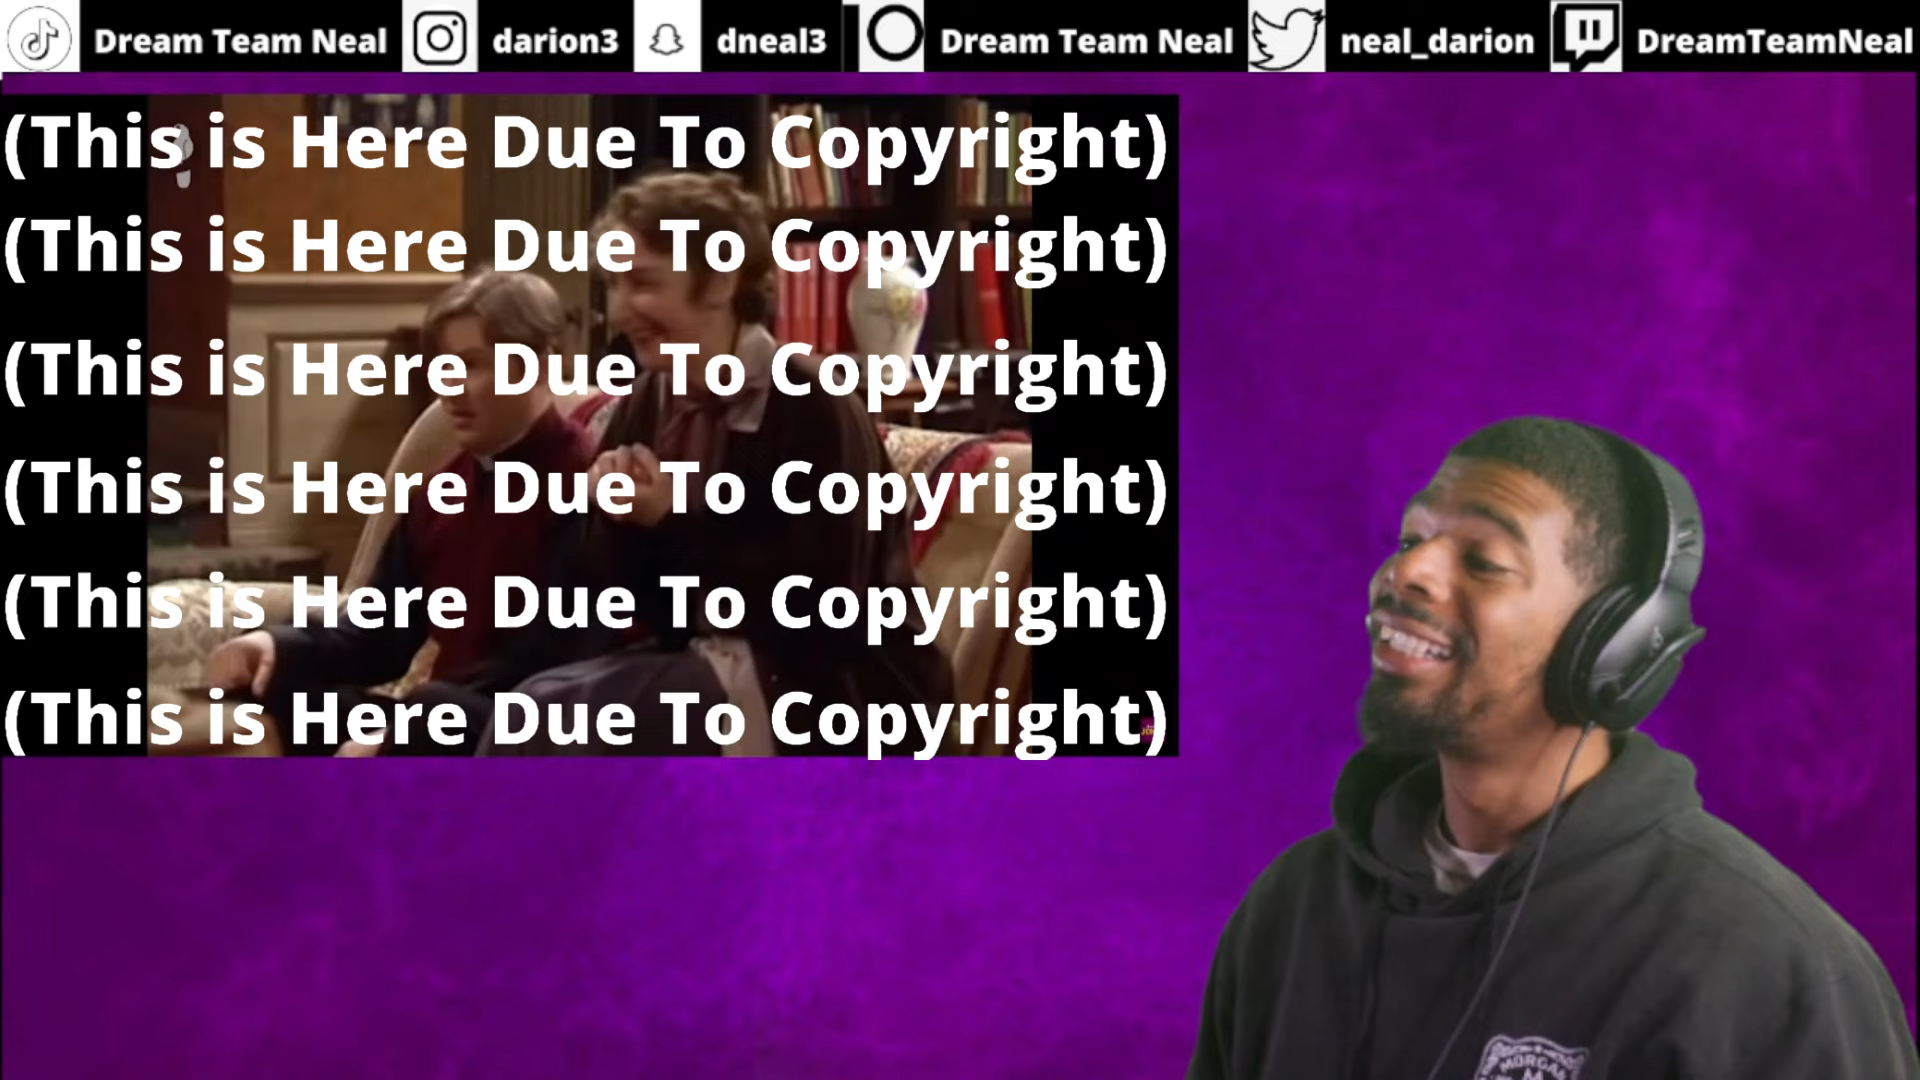 Dream Team Neal darion3 dneal3 Dream Team Neal neal_darion DreamTeamNeal
(This is Here Due To Copyright)
(This is Here Due To Copyright)
(This is Here Due To Copyright)
(This is Here Due To Copyright)
(This is Here Due To Copyright)
(This is Here Due To Copyright)
MORGAN